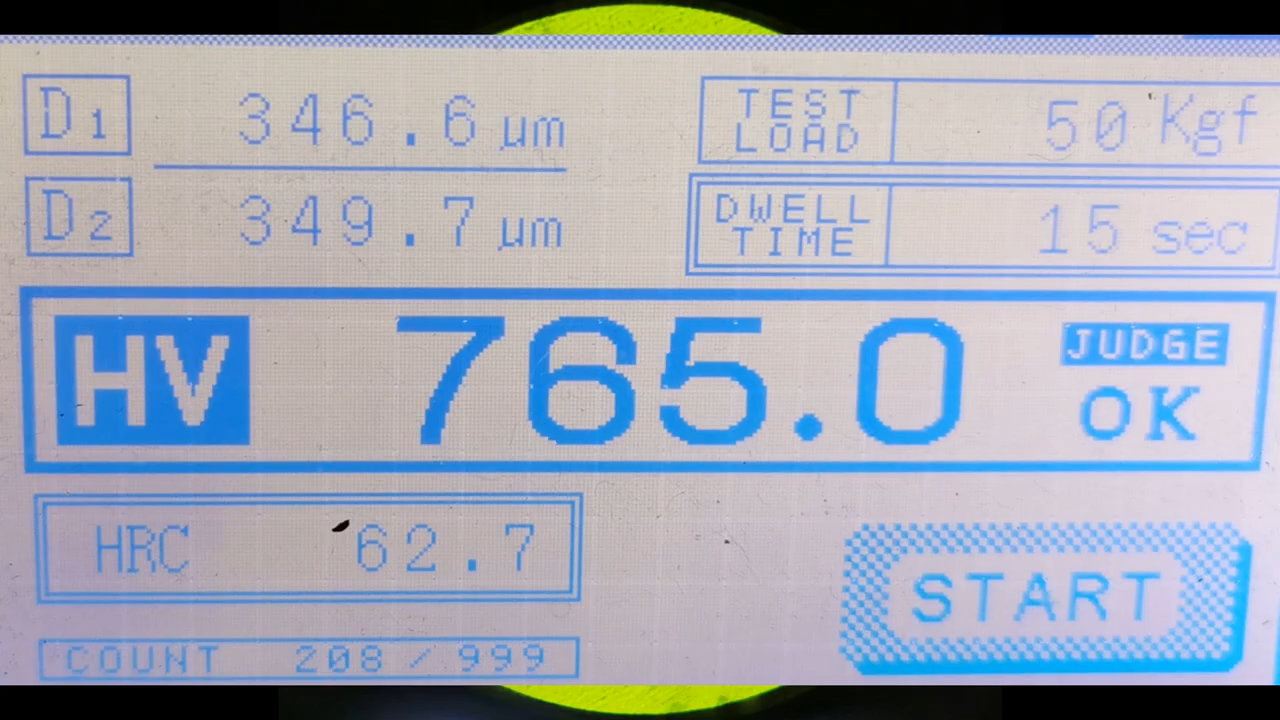 D1 346.6 µm
D2 349.7 µm
TEST LOAD 50 Kgf
DWELL TIME 15 sec
HV 765.0 JUDGE OK
HRC 62.7
START
COUNT 208 / 999